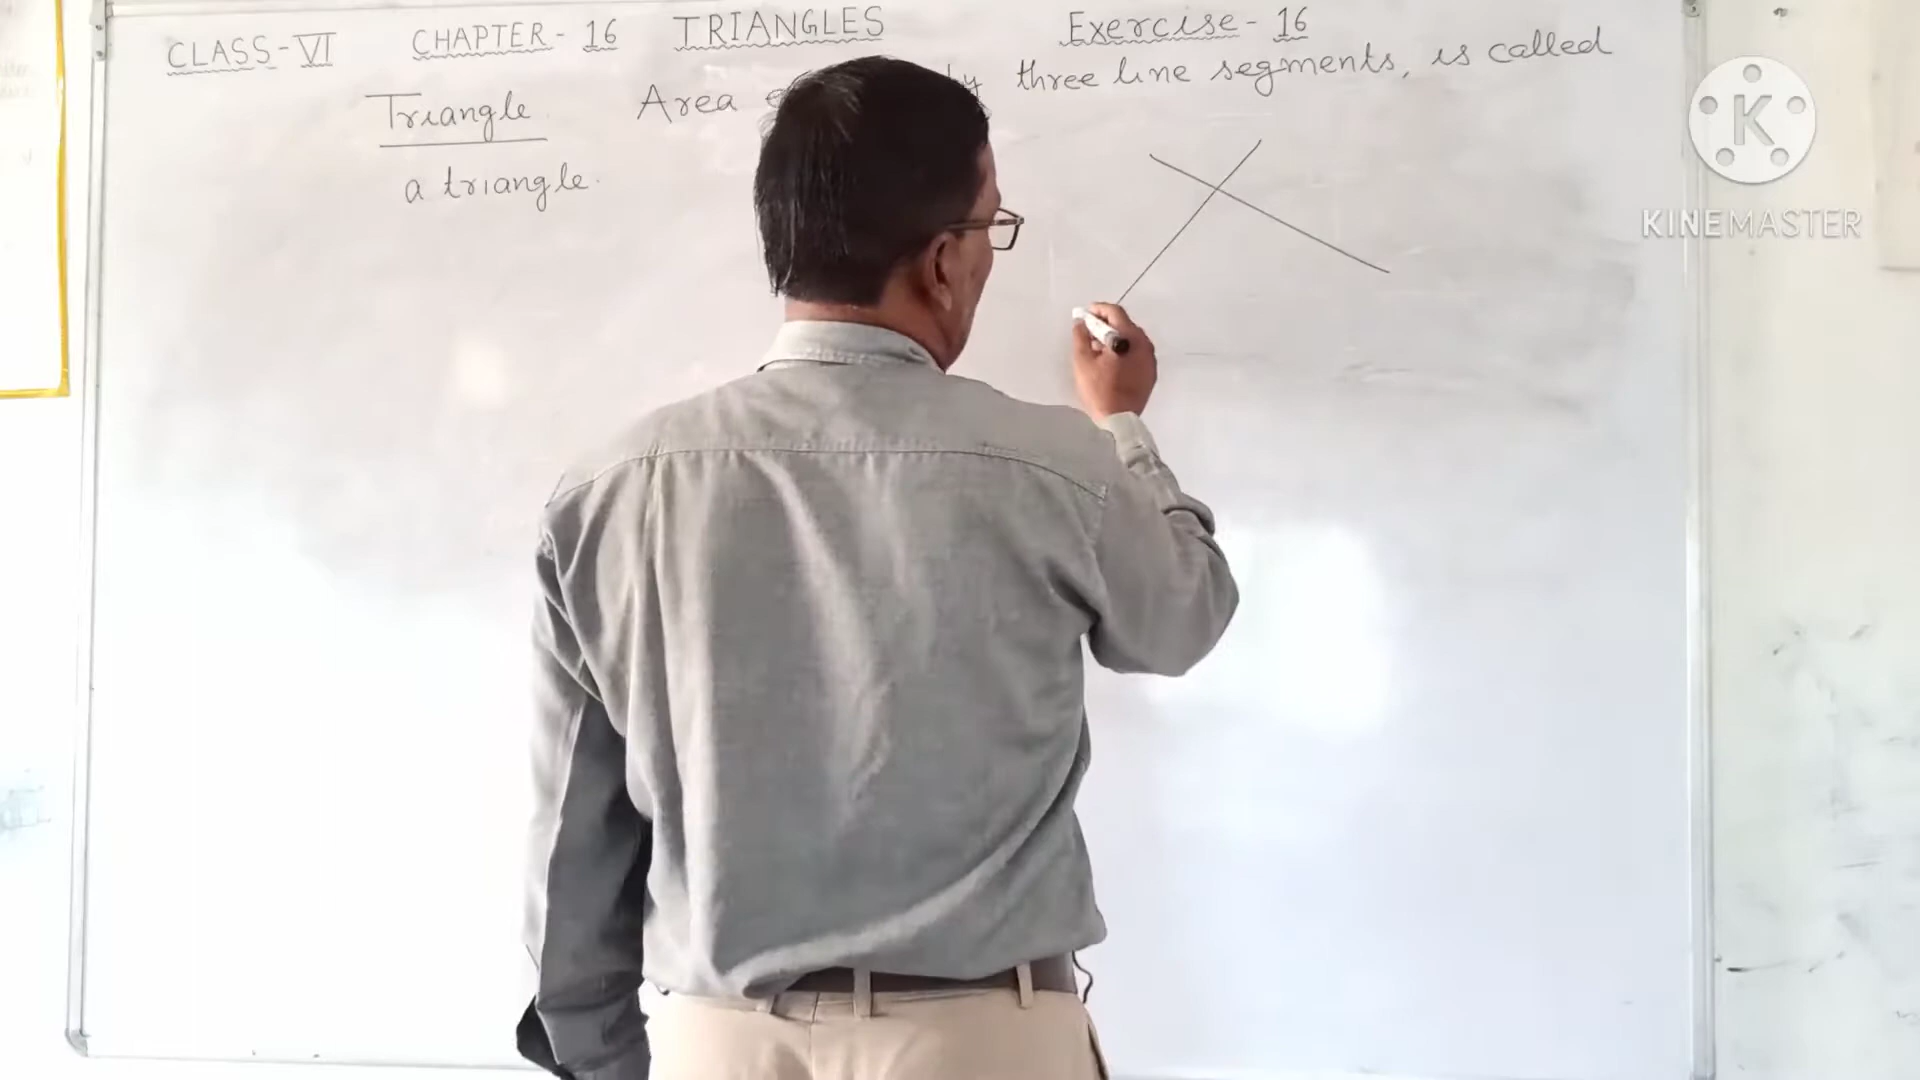 CLASS-VI CHAPTER-16 TRIANGLES Exercise-16
Triangle Area three line segments, is called
a triangle.
K
KINEMASTER